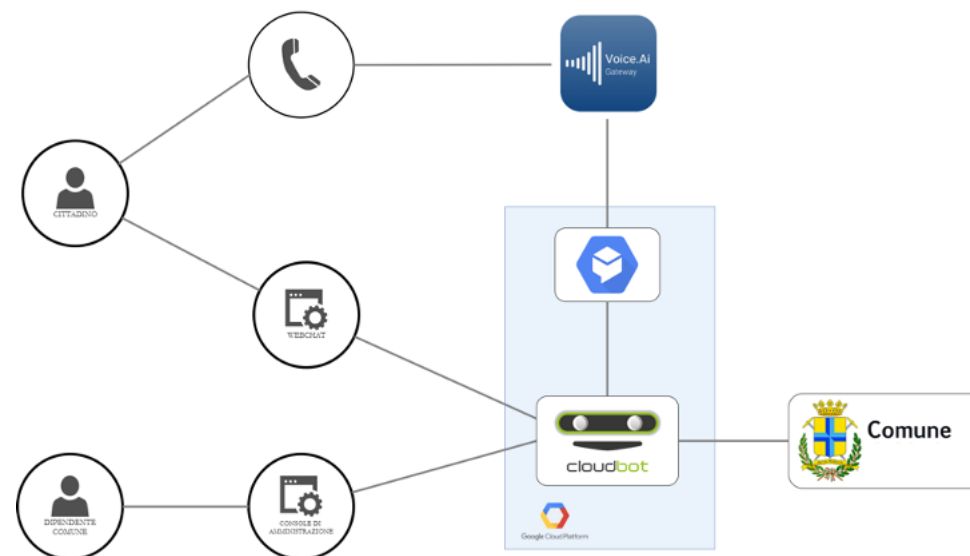 Voice.Ai
Gateway
CITTADINO
WEBCHAT
cloudbot
Comune
DIPENDENTE
COMUNE
CONSOLE DI
AMMINISTRAZIONE
Google Cloud Platform